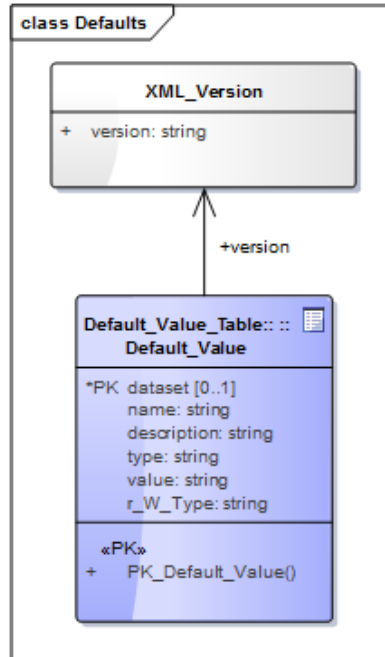 class Defaults
XML_Version
+ version: string
+version
Default_Value_Table:: ::
Default_Value
*PK dataset [0..1]
name: string
description: string
type: string
value: string
r_W_Type: string
«PK»
+ PK_Default_Value()